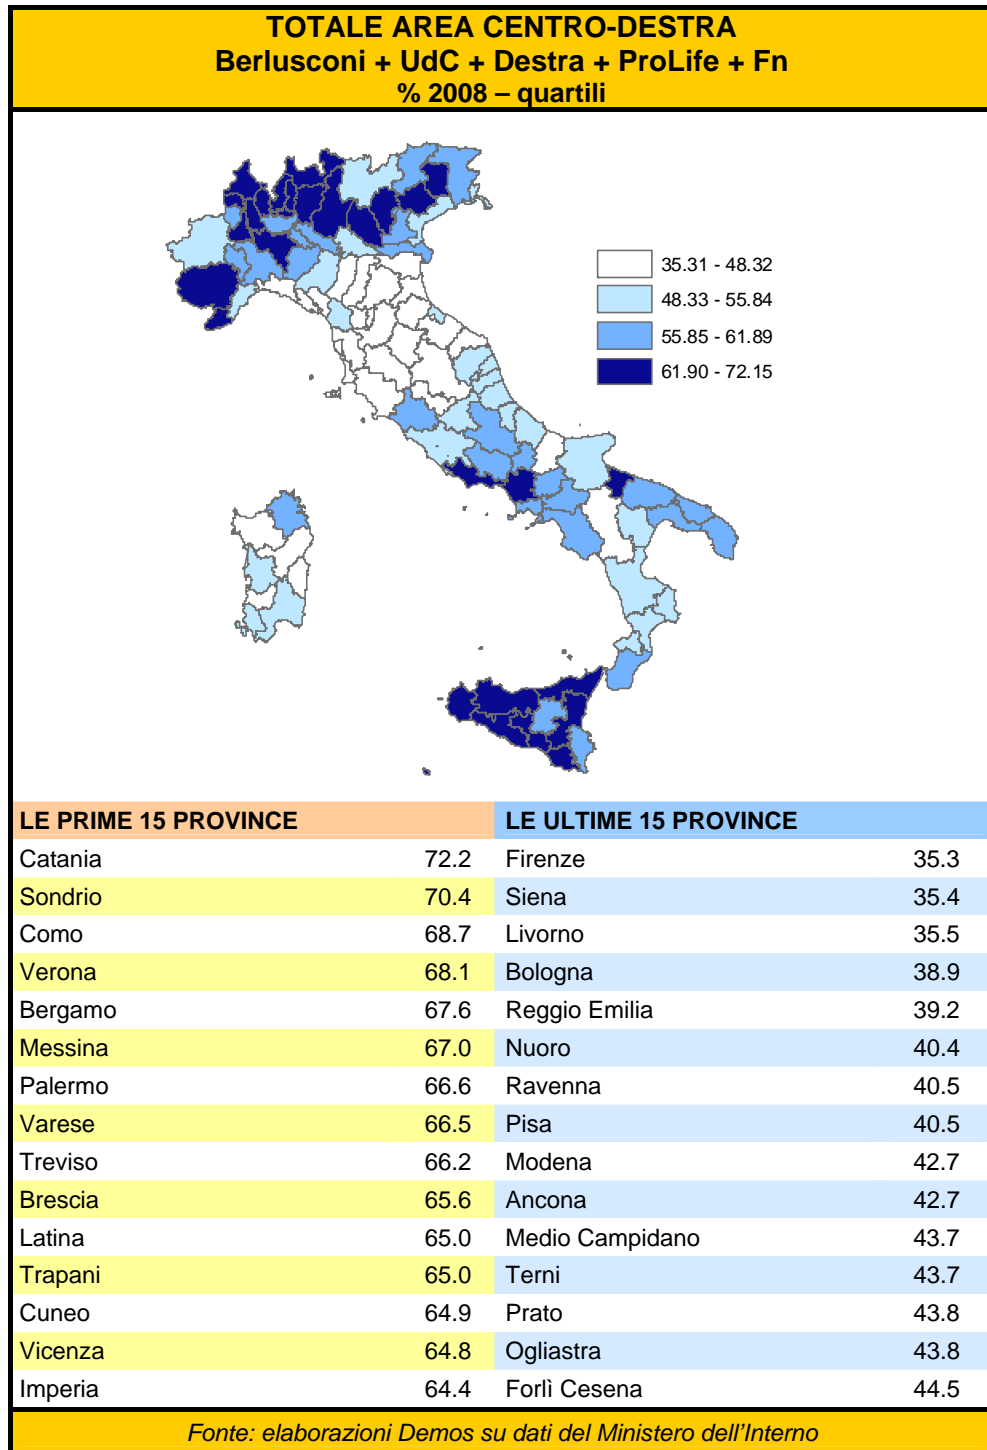 TOTALE AREA CENTRO-DESTRA
Berlusconi + UdC + Destra + ProLife + Fn
% 2008 – quartili
35.31 - 48.32
48.33 - 55.84
55.85 - 61.89
61.90 - 72.15
LE PRIME 15 PROVINCE LE ULTIME 15 PROVINCE
Catania 72.2 Firenze 35.3
Sondrio 70.4 Siena 35.4
Como 68.7 Livorno 35.5
Verona 68.1 Bologna 38.9
Bergamo 67.6 Reggio Emilia 39.2
Messina 67.0 Nuoro 40.4
Palermo 66.6 Ravenna 40.5
Varese 66.5 Pisa 40.5
Treviso 66.2 Modena 42.7
Brescia 65.6 Ancona 42.7
Latina 65.0 Medio Campidano 43.7
Trapani 65.0 Terni 43.7
Cuneo 64.9 Prato 43.8
Vicenza 64.8 Ogliastra 43.8
Imperia 64.4 Forlì Cesena 44.5
Fonte: elaborazioni Demos su dati del Ministero dell'Interno